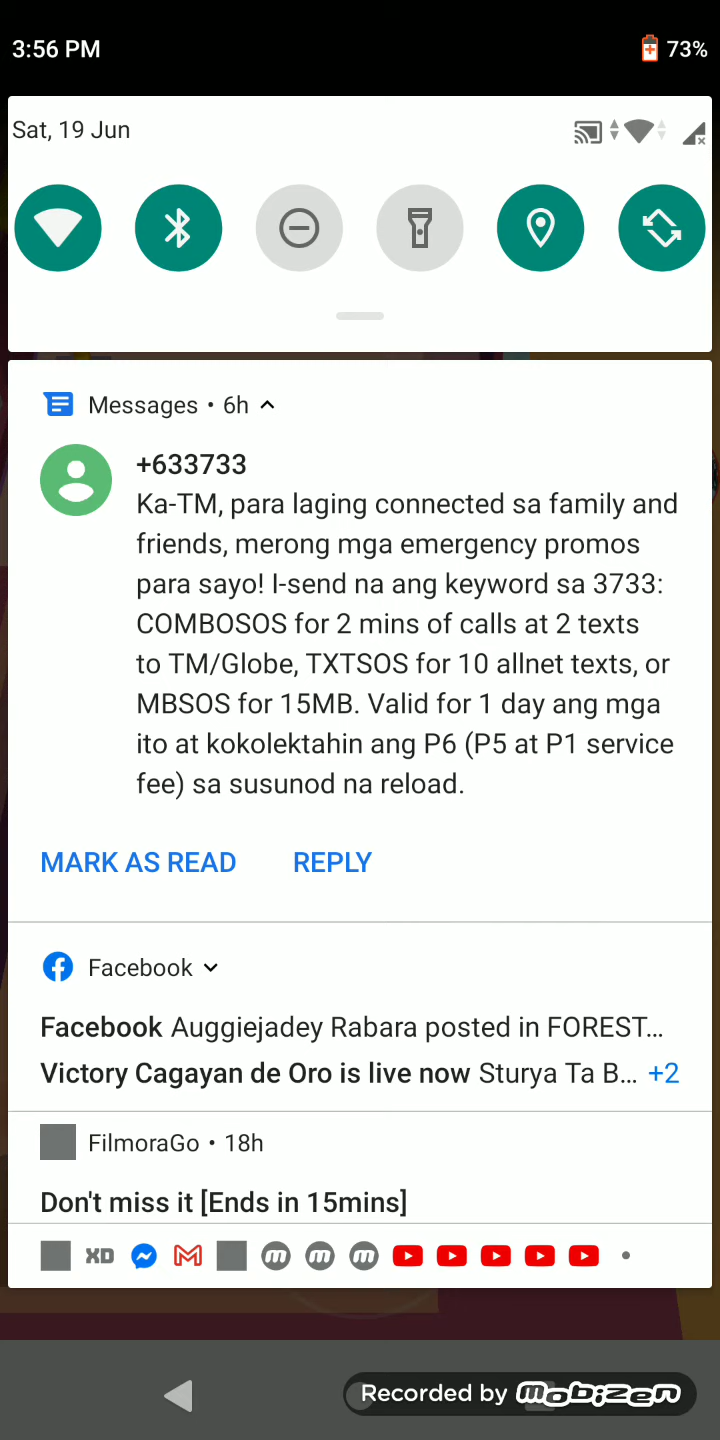 3:56 PM
73%
Sat, 19 Jun
Messages • 6h
+633733
Ka-TM, para laging connected sa family and
friends, merong mga emergency promos
para sayo! I-send na ang keyword sa 3733:
COMBOSOS for 2 mins of calls at 2 texts
to TM/Globe, TXTSOS for 10 allnet texts, or
MBSOS for 15MB. Valid for 1 day ang mga
ito at kokolektahin ang P6 (P5 at P1 service
fee) sa susunod na reload.
MARK AS READ REPLY
Facebook
Facebook Auggiejadey Rabara posted in FOREST...
Victory Cagayan de Oro is live now Sturya Ta B... +2
FilmoraGo • 18h
Don't miss it [Ends in 15mins]
XD
Recorded by mobizen